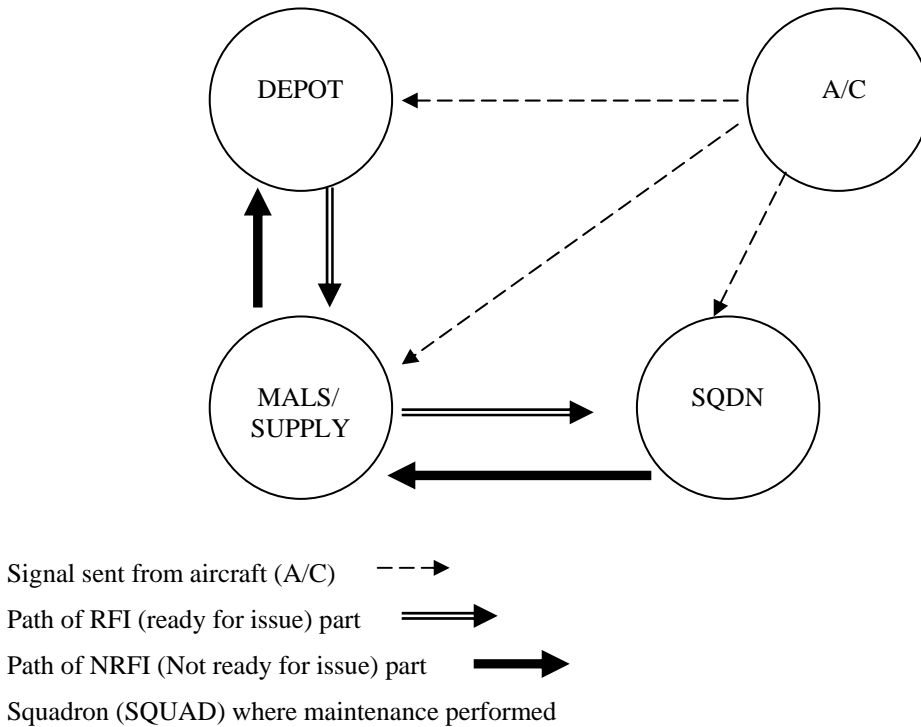 DEPOT
A/C
MALS/
SUPPLY
SQDN
Signal sent from aircraft (A/C)
Path of RFI (ready for issue) part
Path of NRFI (Not ready for issue) part
Squadron (SQUAD) where maintenance performed